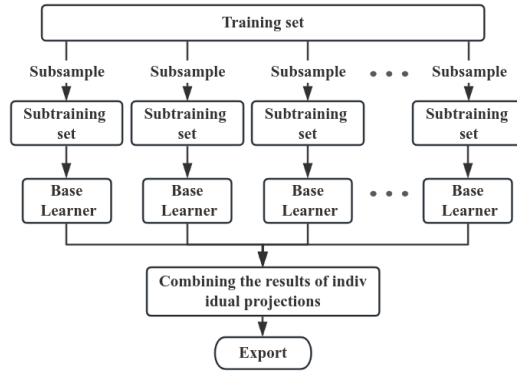 Training set
Subsample Subsample Subsample Subsample
Subtraining Subtraining Subtraining Subtraining
set set set set
Base Base Base Base
Learner Learner Learner Learner
Combining the results of indiv
idual projections
Export